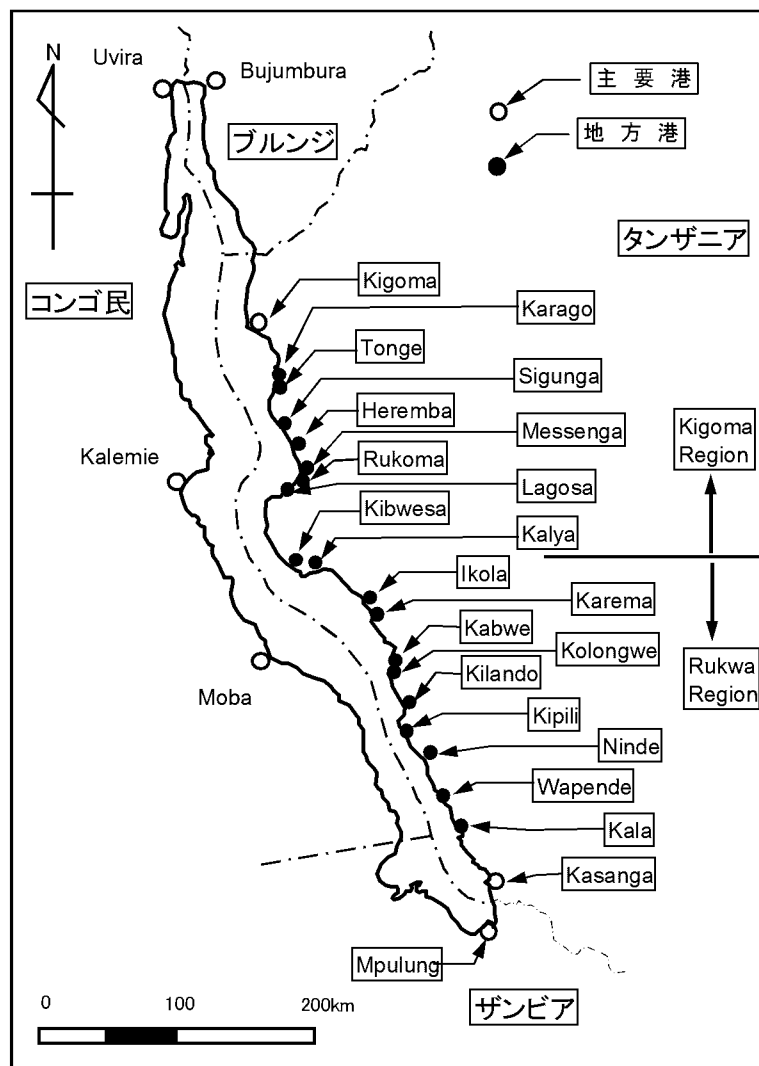 Uvira
Bujumbura
N
主要港
地方港
ブルンジ
タンザニア
コンゴ民
Kigoma
Karago
Tonge
Sigunga
Heremba
Messenga
Kigoma
Region
Kalemie
Rukoma
Lagosa
Kibwesa
Kalya
Ikola
Karema
Kabwe
Kolongwe
Rukwa
Region
Kilando
Moba
Kipili
Ninde
Wapende
Kala
Kasanga
Mpulung
ザンビア
0 100 200km